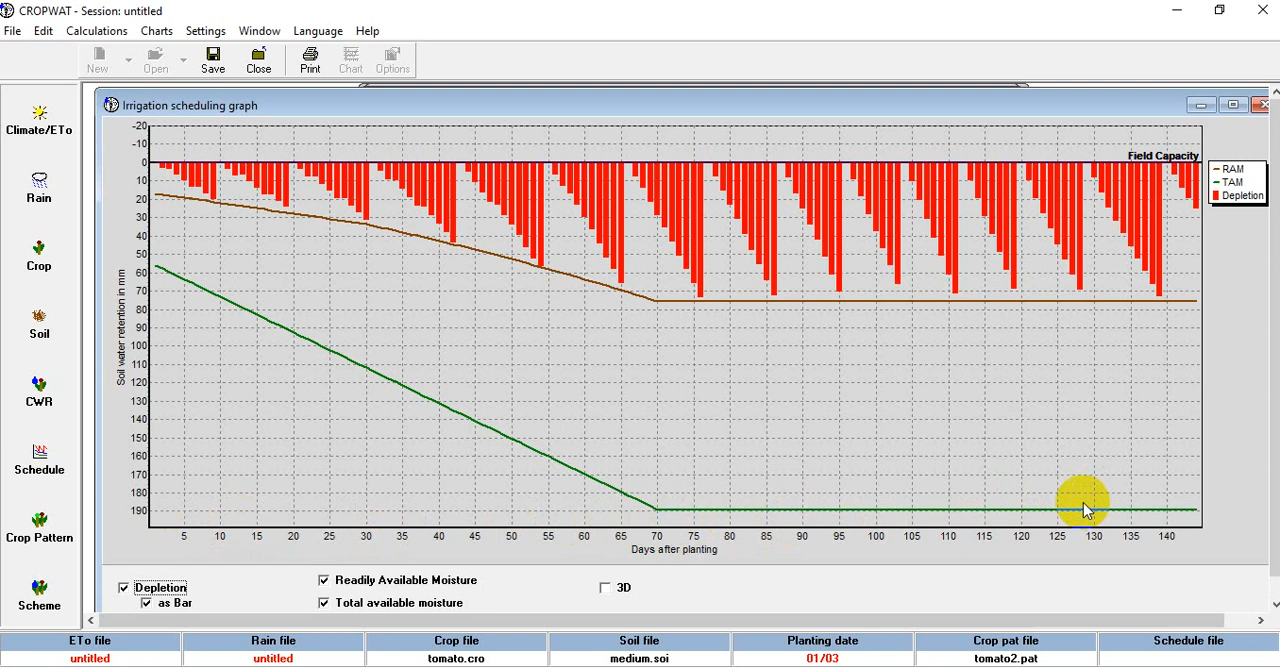 CROPWAT - Session: untitled
File Edit Calculations Charts Settings Window Language Help
New Open Save Close Print Chart Options
Climate/ETo
Rain
Crop
Soil
CWR
Schedule
Crop Pattern
Scheme
Irrigation scheduling graph
-20
-10
0
10
20
30
40
50
60
70
80
90
100
110
120
130
140
150
160
170
180
190
Soil water retention in mm
Field Capacity
RAM
TAM
Depletion
5 10 15 20 25 30 35 40 45 50 55 60 65 70 75 80 85 90 95 100 105 110 115 120 125 130 135 140
Days after planting
Depletion
as Bar
Readily Available Moisture
Total available moisture
3D
ETo file Rain file Crop file Soil file Planting date Crop pat file Schedule file
untitled untitled tomato.cro medium.soi 01/03 tomato2.pat